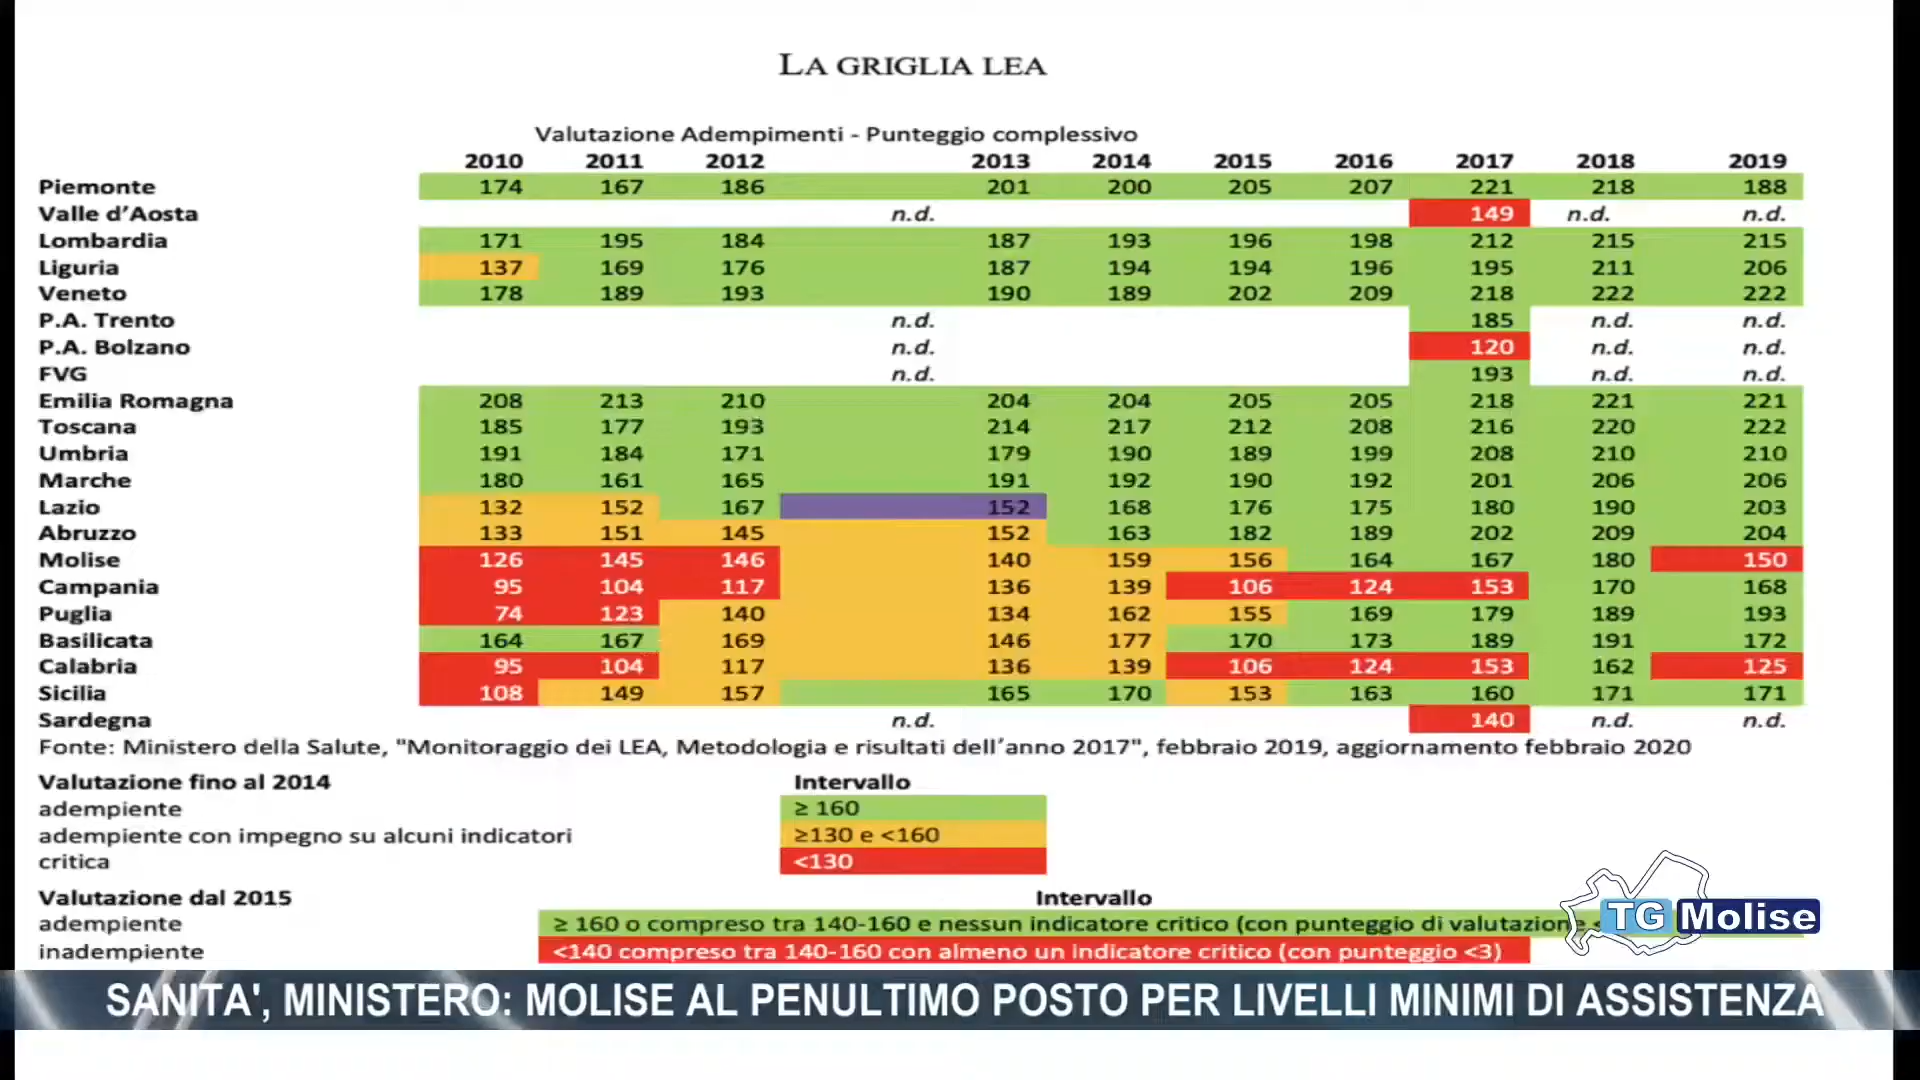 LA GRIGLIA LEA
Valutazione Adempimenti - Punteggio complessivo
2010 2011 2012 2013 2014 2015 2016 2017 2018 2019
Piemonte 174 167 186 201 200 205 207 221 218 188
Valle d'Aosta n.d. 149 n.d. n.d.
Lombardia 171 195 184 187 193 196 198 212 215 215
Liguria 137 169 176 187 194 194 196 195 211 206
Veneto 178 189 193 190 189 202 209 218 222 222
P.A. Trento n.d. 185 n.d. n.d.
P.A. Bolzano n.d. 120 n.d. n.d.
FVG n.d. 193 n.d. n.d.
Emilia Romagna 208 213 210 204 204 205 205 218 221 221
Toscana 185 177 193 214 217 212 208 216 220 222
Umbria 191 184 171 179 190 189 199 208 210 210
Marche 180 161 165 191 192 190 192 201 206 206
Lazio 132 152 167 152 168 176 175 180 190 203
Abruzzo 133 151 145 152 163 182 189 202 209 204
Molise 126 145 146 140 159 156 164 167 180 150
Campania 95 104 117 136 139 106 124 153 170 168
Puglia 74 123 140 134 162 155 169 179 189 193
Basilicata 164 167 169 146 177 170 173 189 191 172
Calabria 95 104 117 136 139 106 124 153 162 125
Sicilia 108 149 157 165 170 153 163 160 171 171
Sardegna n.d. 140 n.d. n.d.
Fonte: Ministero della Salute, "Monitoraggio dei LEA, Metodologia e risultati dell'anno 2017", febbraio 2019, aggiornamento febbraio 2020
Valutazione fino al 2014 Intervallo
adempiente ≥ 160
adempiente con impegno su alcuni indicatori ≥130 e <160
critica <130
Valutazione dal 2015 Intervallo
adempiente ≥ 160 o compreso tra 140-160 e nessun indicatore critico (con punteggio di valutazione <
inadempiente <140 compreso tra 140-160 con almeno un indicatore critico (con punteggio <3)
TG Molise
SANITA', MINISTERO: MOLISE AL PENULTIMO POSTO PER LIVELLI MINIMI DI ASSISTENZA